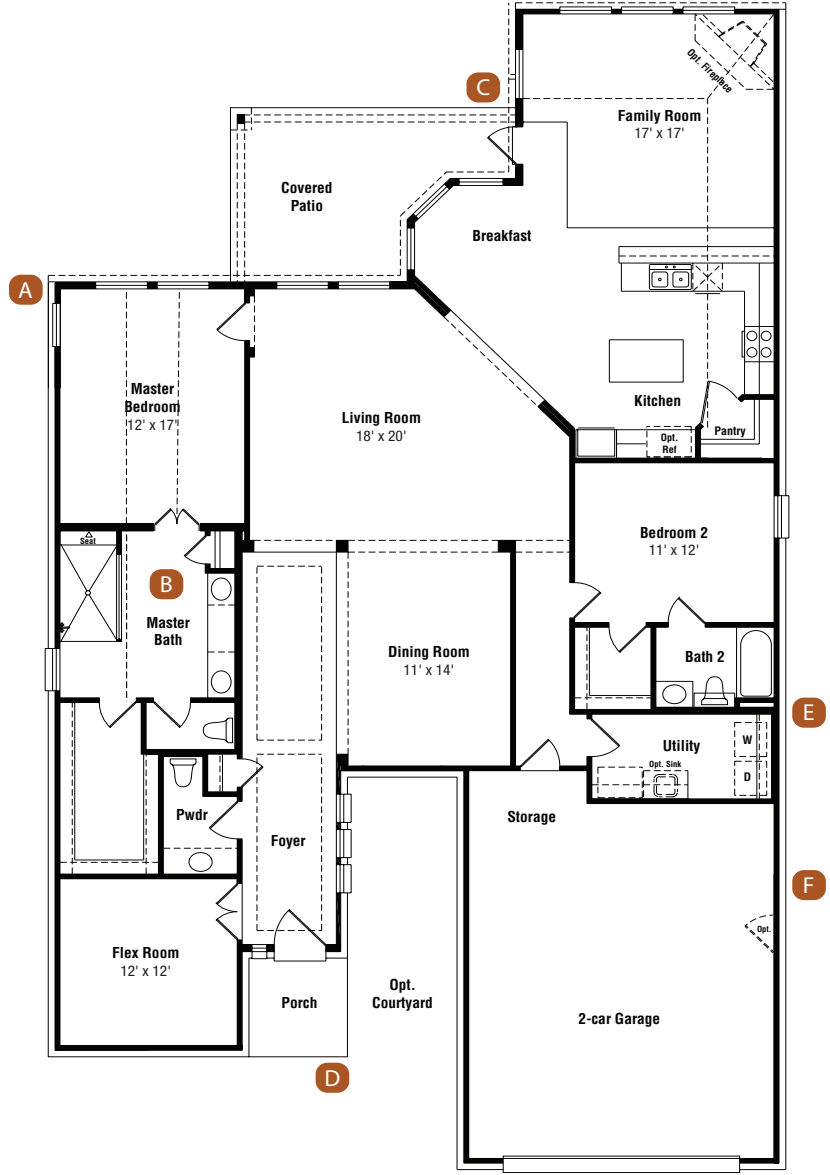 C
Opt. Fireplace
Family Room
17' x 17'
Covered
Patio
Breakfast
A
Master
Bedroom
12' x 17'
Living Room
18' x 20'
Kitchen
Pantry
Opt.
Ref
Seat
B
Master
Bath
Bedroom 2
11' x 12'
Dining Room
11' x 14'
Bath 2
E
Utility
W
Opt. Sink
D
Pwdr
Storage
Foyer
F
Opt.
Flex Room
12' x 12'
Porch
Opt.
Courtyard
2-car Garage
D